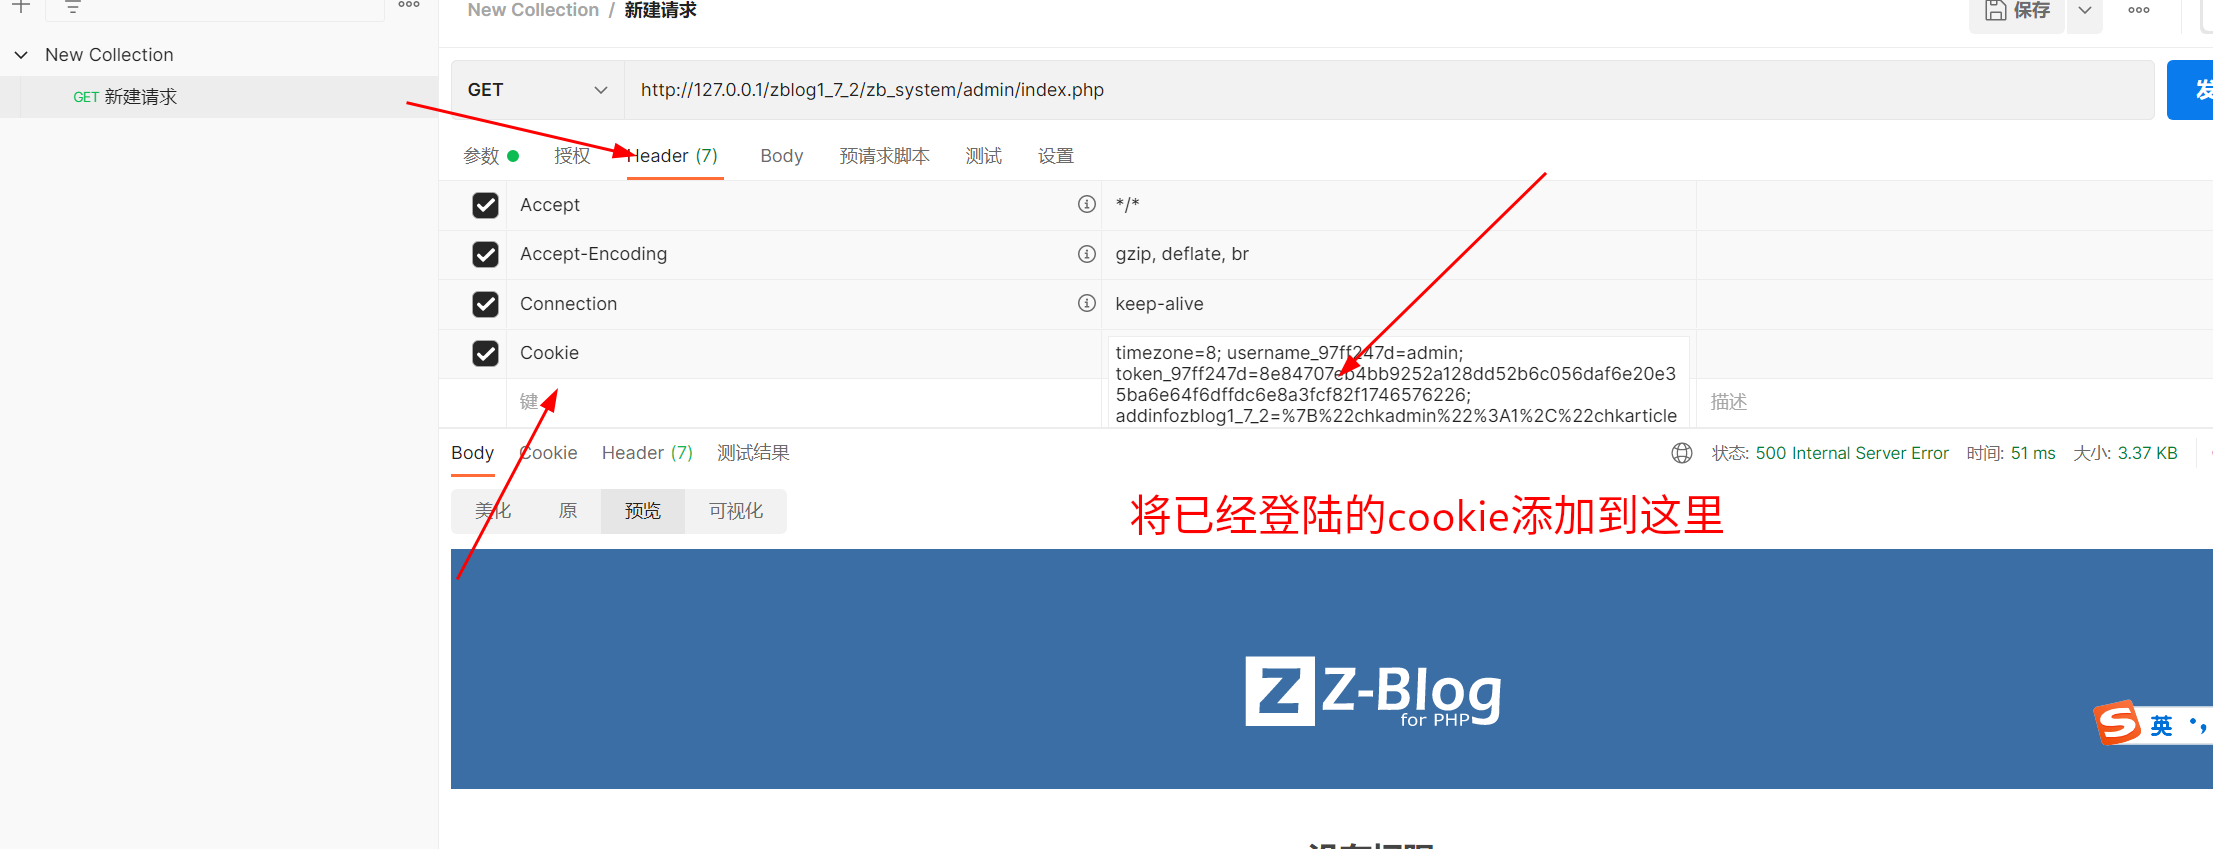 New Collection / 新建请求
保存
New Collection
GET 新建请求
GET
http://127.0.0.1/zblog1_7_2/zb_system/admin/index.php
发
参数
授权
Header (7)
Body
预请求脚本
测试
设置
Accept
*/*
Accept-Encoding
gzip, deflate, br
Connection
keep-alive
Cookie
timezone=8; username_97ff247d=admin;
token_97ff247d=8e84707eb4bb9252a128dd52b6c056daf6e20e3
5ba6e64f6dffdc6e8a3fcf82f1746576226;
addinfozblog1_7_2=%7B%22chkadmin%22%3A1%2C%22chkarticle
键
描述
Body
Cookie
Header (7)
测试结果
状态: 500 Internal Server Error
时间: 51 ms
大小: 3.37 KB
美化
原
预览
可视化
将已经登陆的cookie添加到这里
Z Z-Blog
for PHP
英